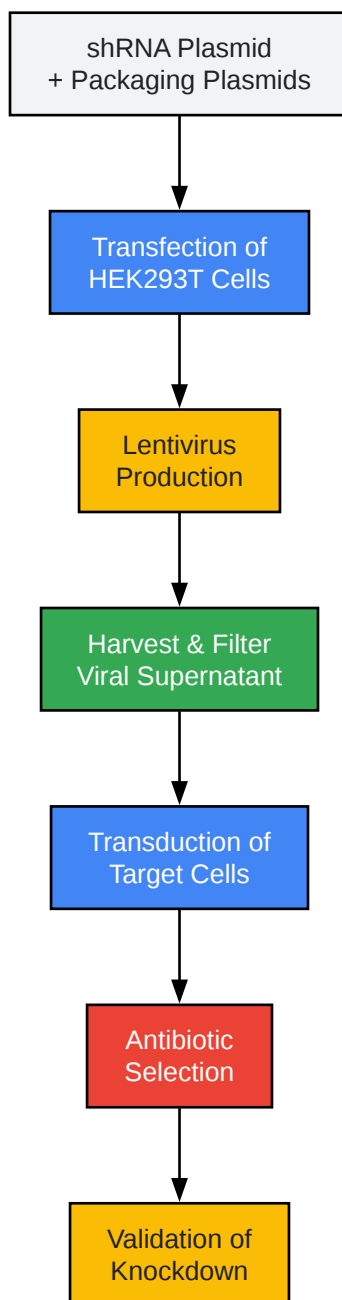 shRNA Plasmid
+ Packaging Plasmids
Transfection of
HEK293T Cells
Lentivirus
Production
Harvest & Filter
Viral Supernatant
Transduction of
Target Cells
Antibiotic
Selection
Validation of
Knockdown